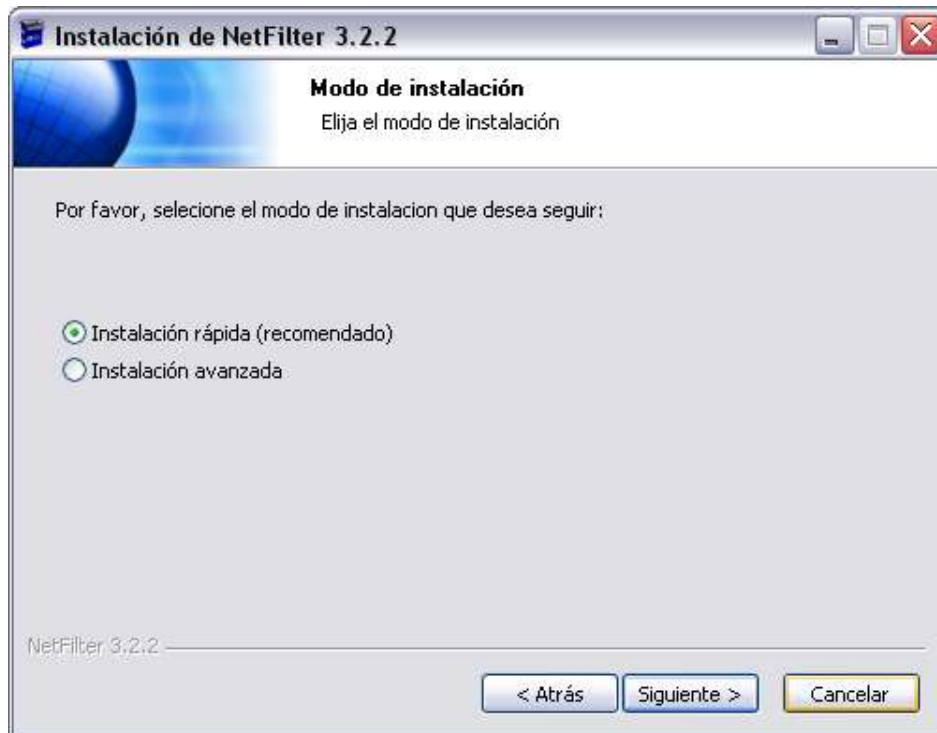 Instalación de NetFilter 3.2.2
Modo de instalación
Elija el modo de instalación
Por favor, selecione el modo de instalacion que desea seguir:
Instalación rápida (recomendado)
Instalación avanzada
NetFilter 3.2.2
< Atrás Siguiente > Cancelar